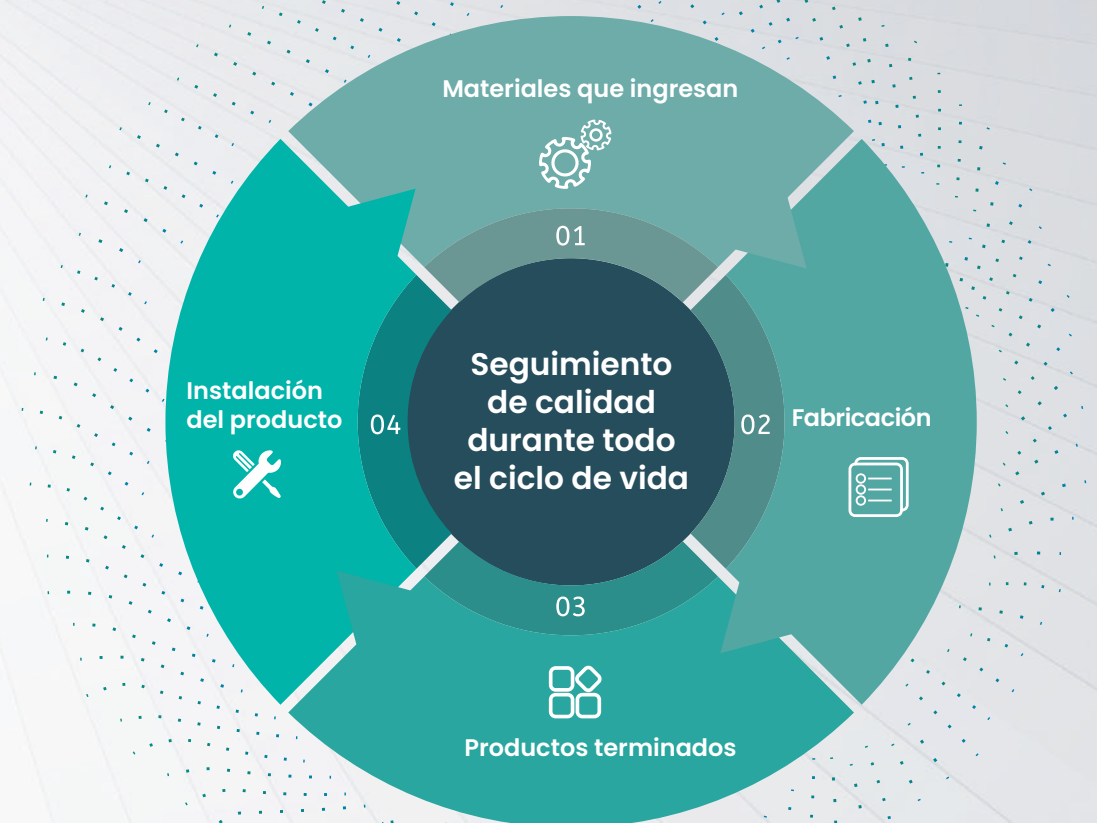 Materiales que ingresan
01
Seguimiento
de calidad
durante todo
el ciclo de vida
02
Fabricación
03
Productos terminados
04
Instalación
del producto